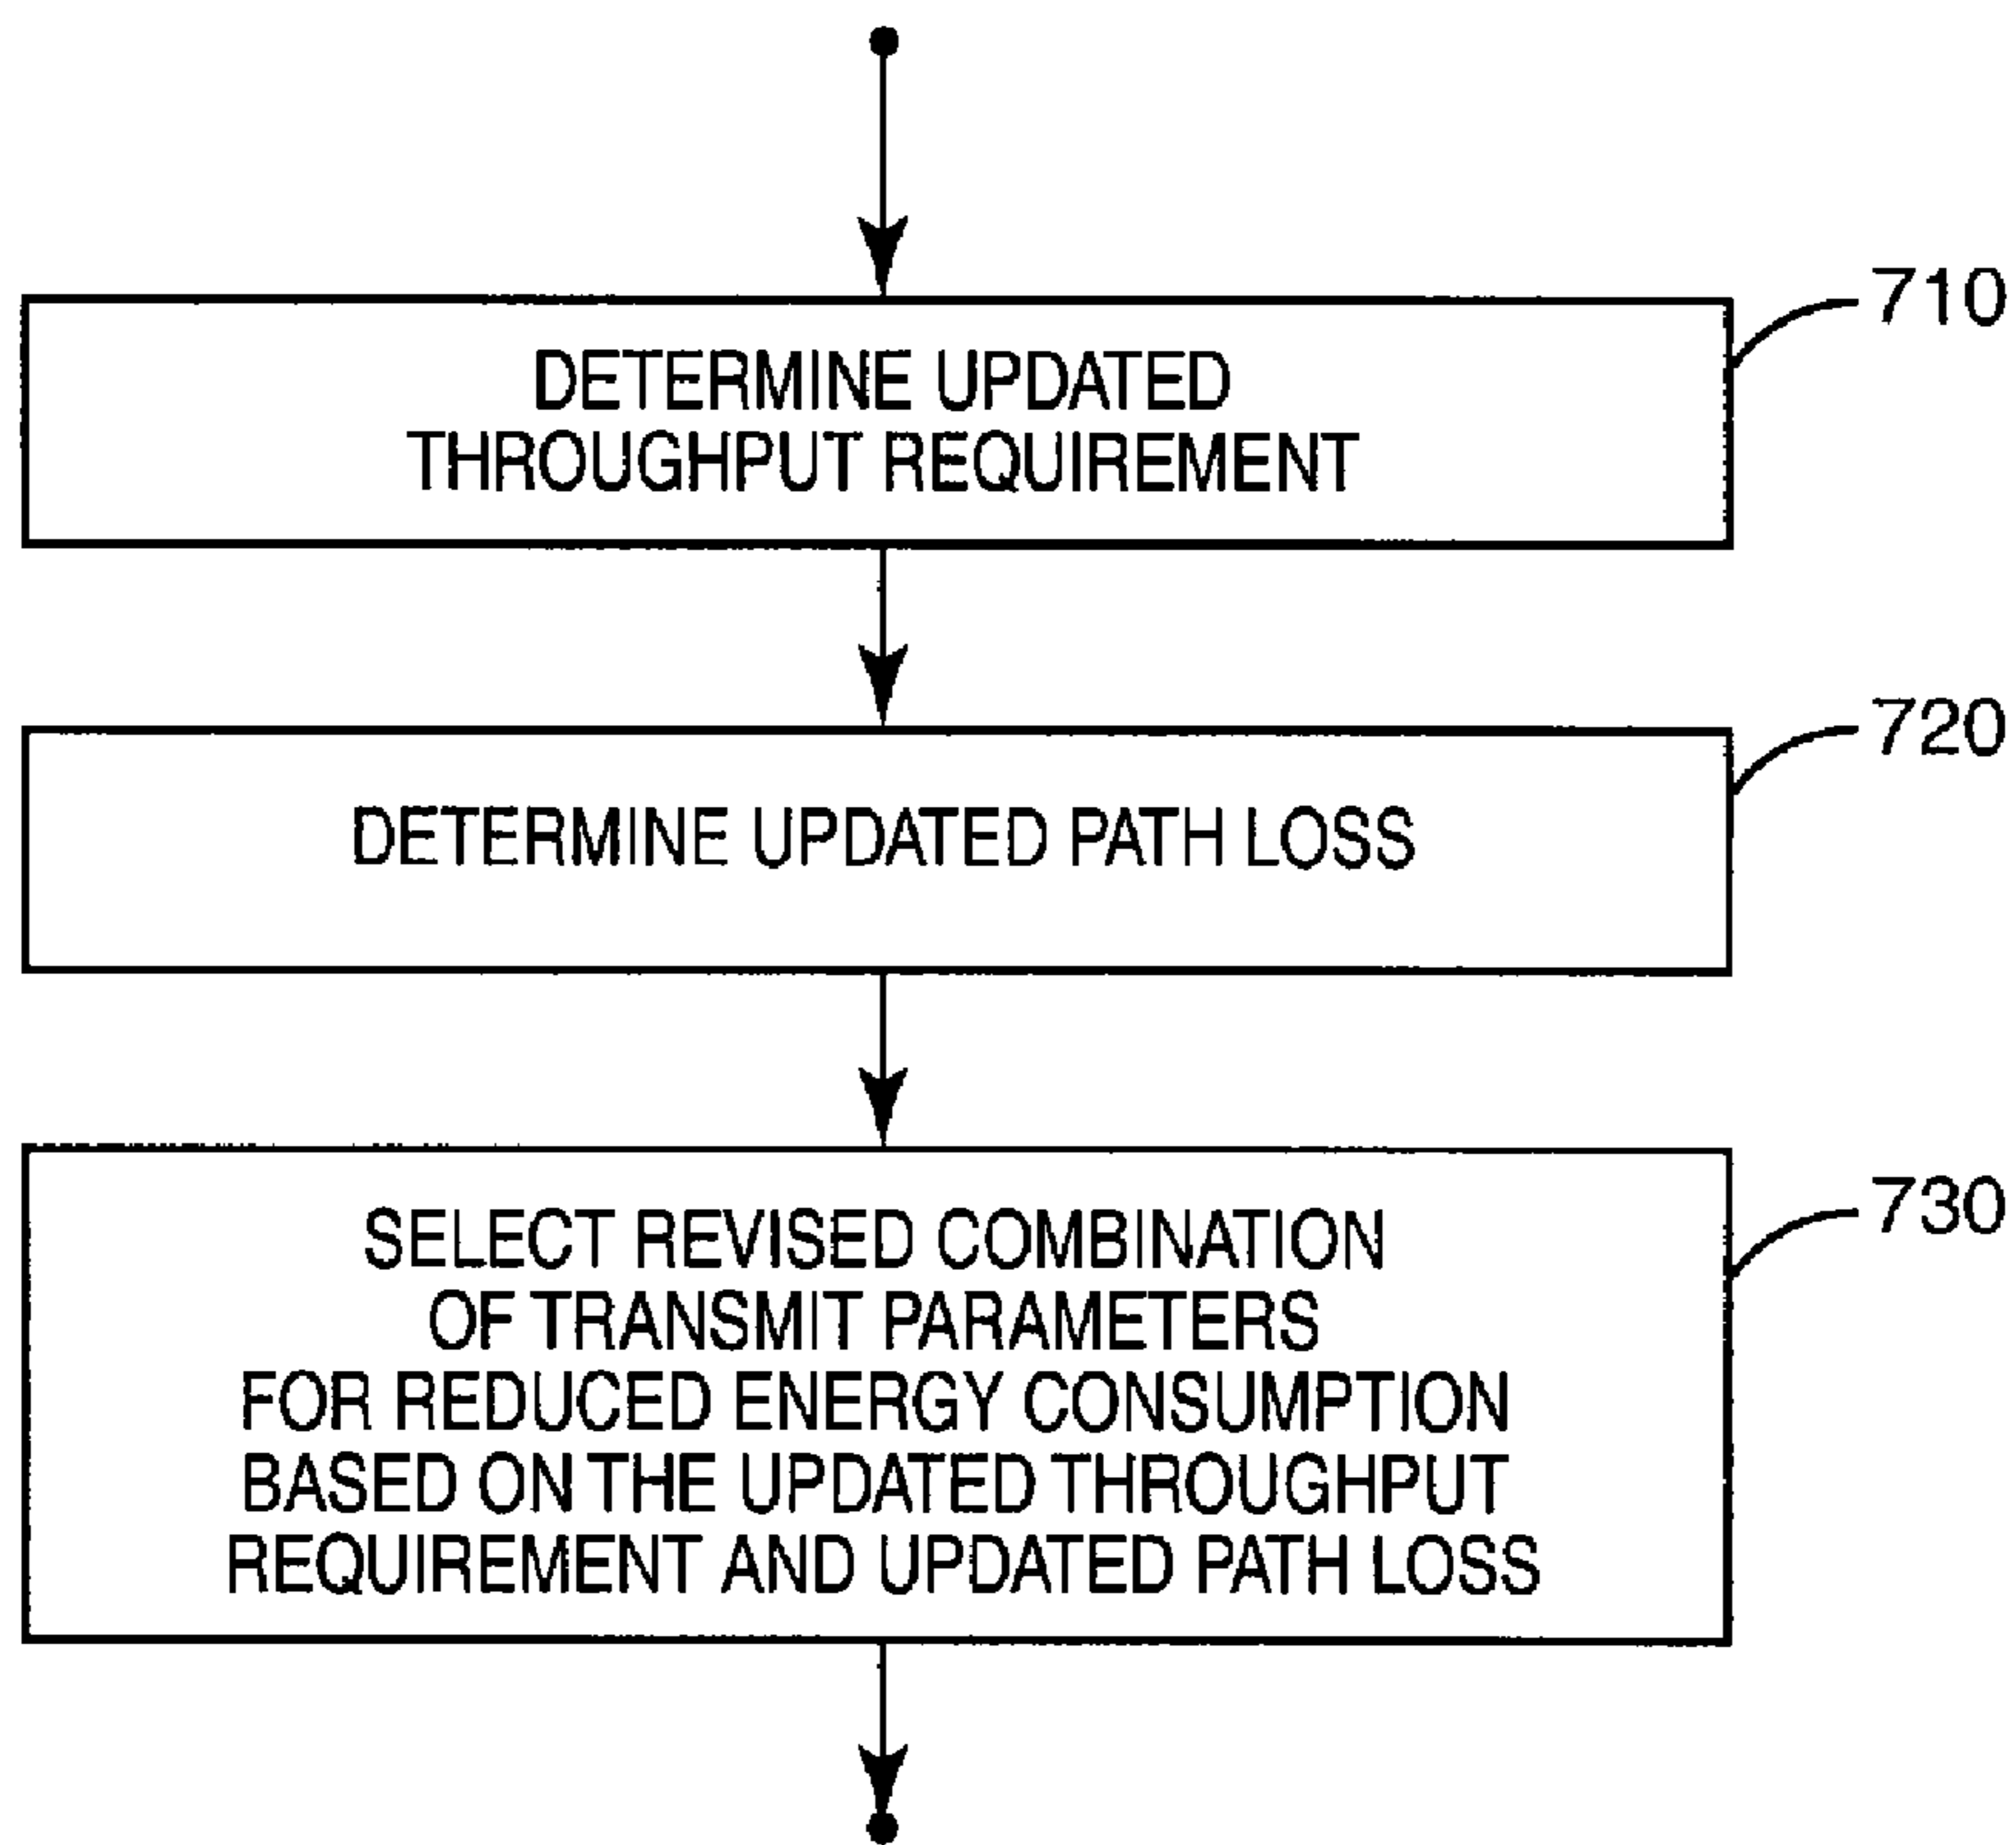 710
DETERMINE UPDATED
THROUGHPUT REQUIREMENT
720
DETERMINE UPDATED PATH LOSS
730
SELECT REVISED COMBINATION
OF TRANSMIT PARAMETERS
FOR REDUCED ENERGY CONSUMPTION
BASED ON THE UPDATED THROUGHPUT
REQUIREMENT AND UPDATED PATH LOSS